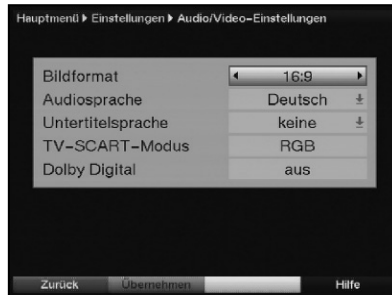 Hauptmenü ▶ Einstellungen ▶ Audio/Video-Einstellungen
Bildformat 16:9
Audiosprache Deutsch
Untertitelsprache keine
TV-SCART-Modus RGB
Dolby Digital aus
Zurück Übernehmen Hilfe